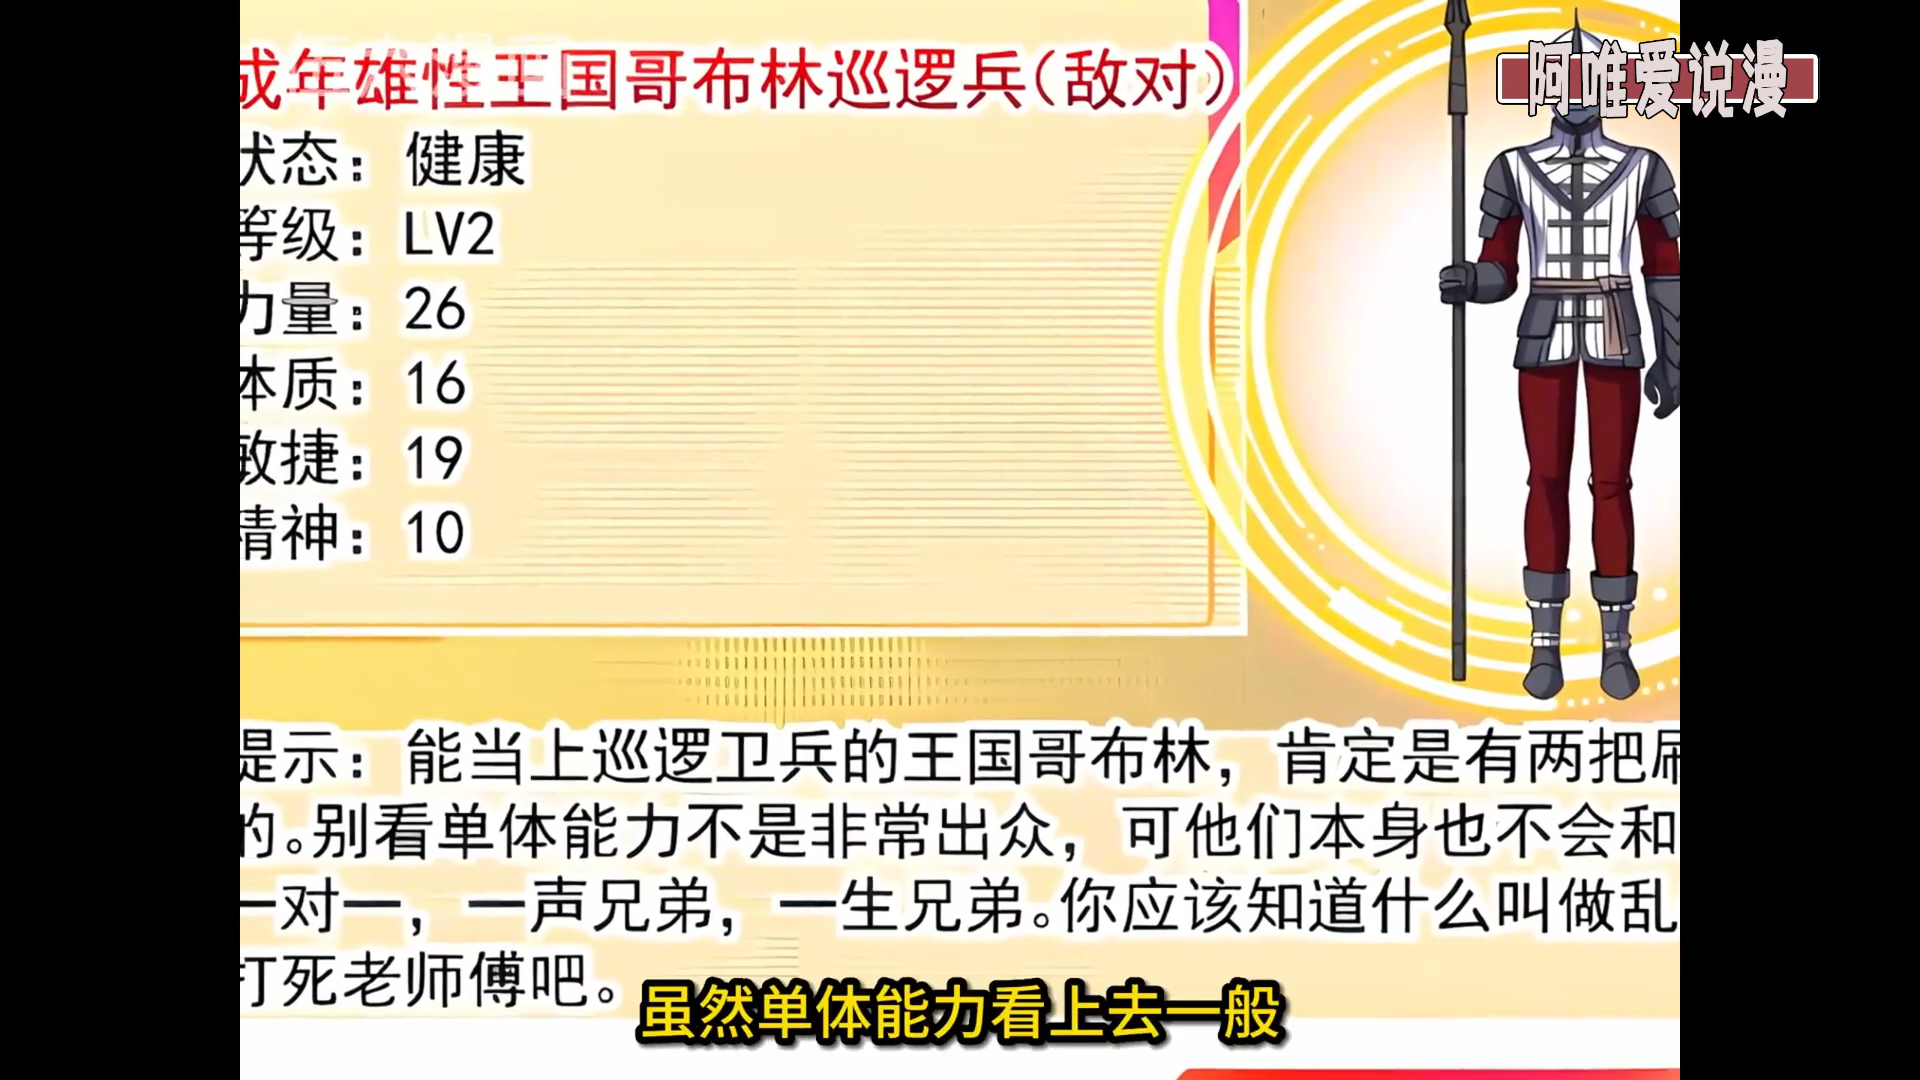 阿唯爱说漫
成年雄性王国哥布林巡逻兵（敌对）
状态：健康
等级：LV2
力量：26
体质：16
敏捷：19
精神：10
提示：能当上巡逻卫兵的王国哥布林，肯定是有两把刷
的。别看单体能力不是非常出众，可他们本身也不会和
一对一，一声兄弟，一生兄弟。你应该知道什么叫做乱
打死老师傅吧。
虽然单体能力看上去一般